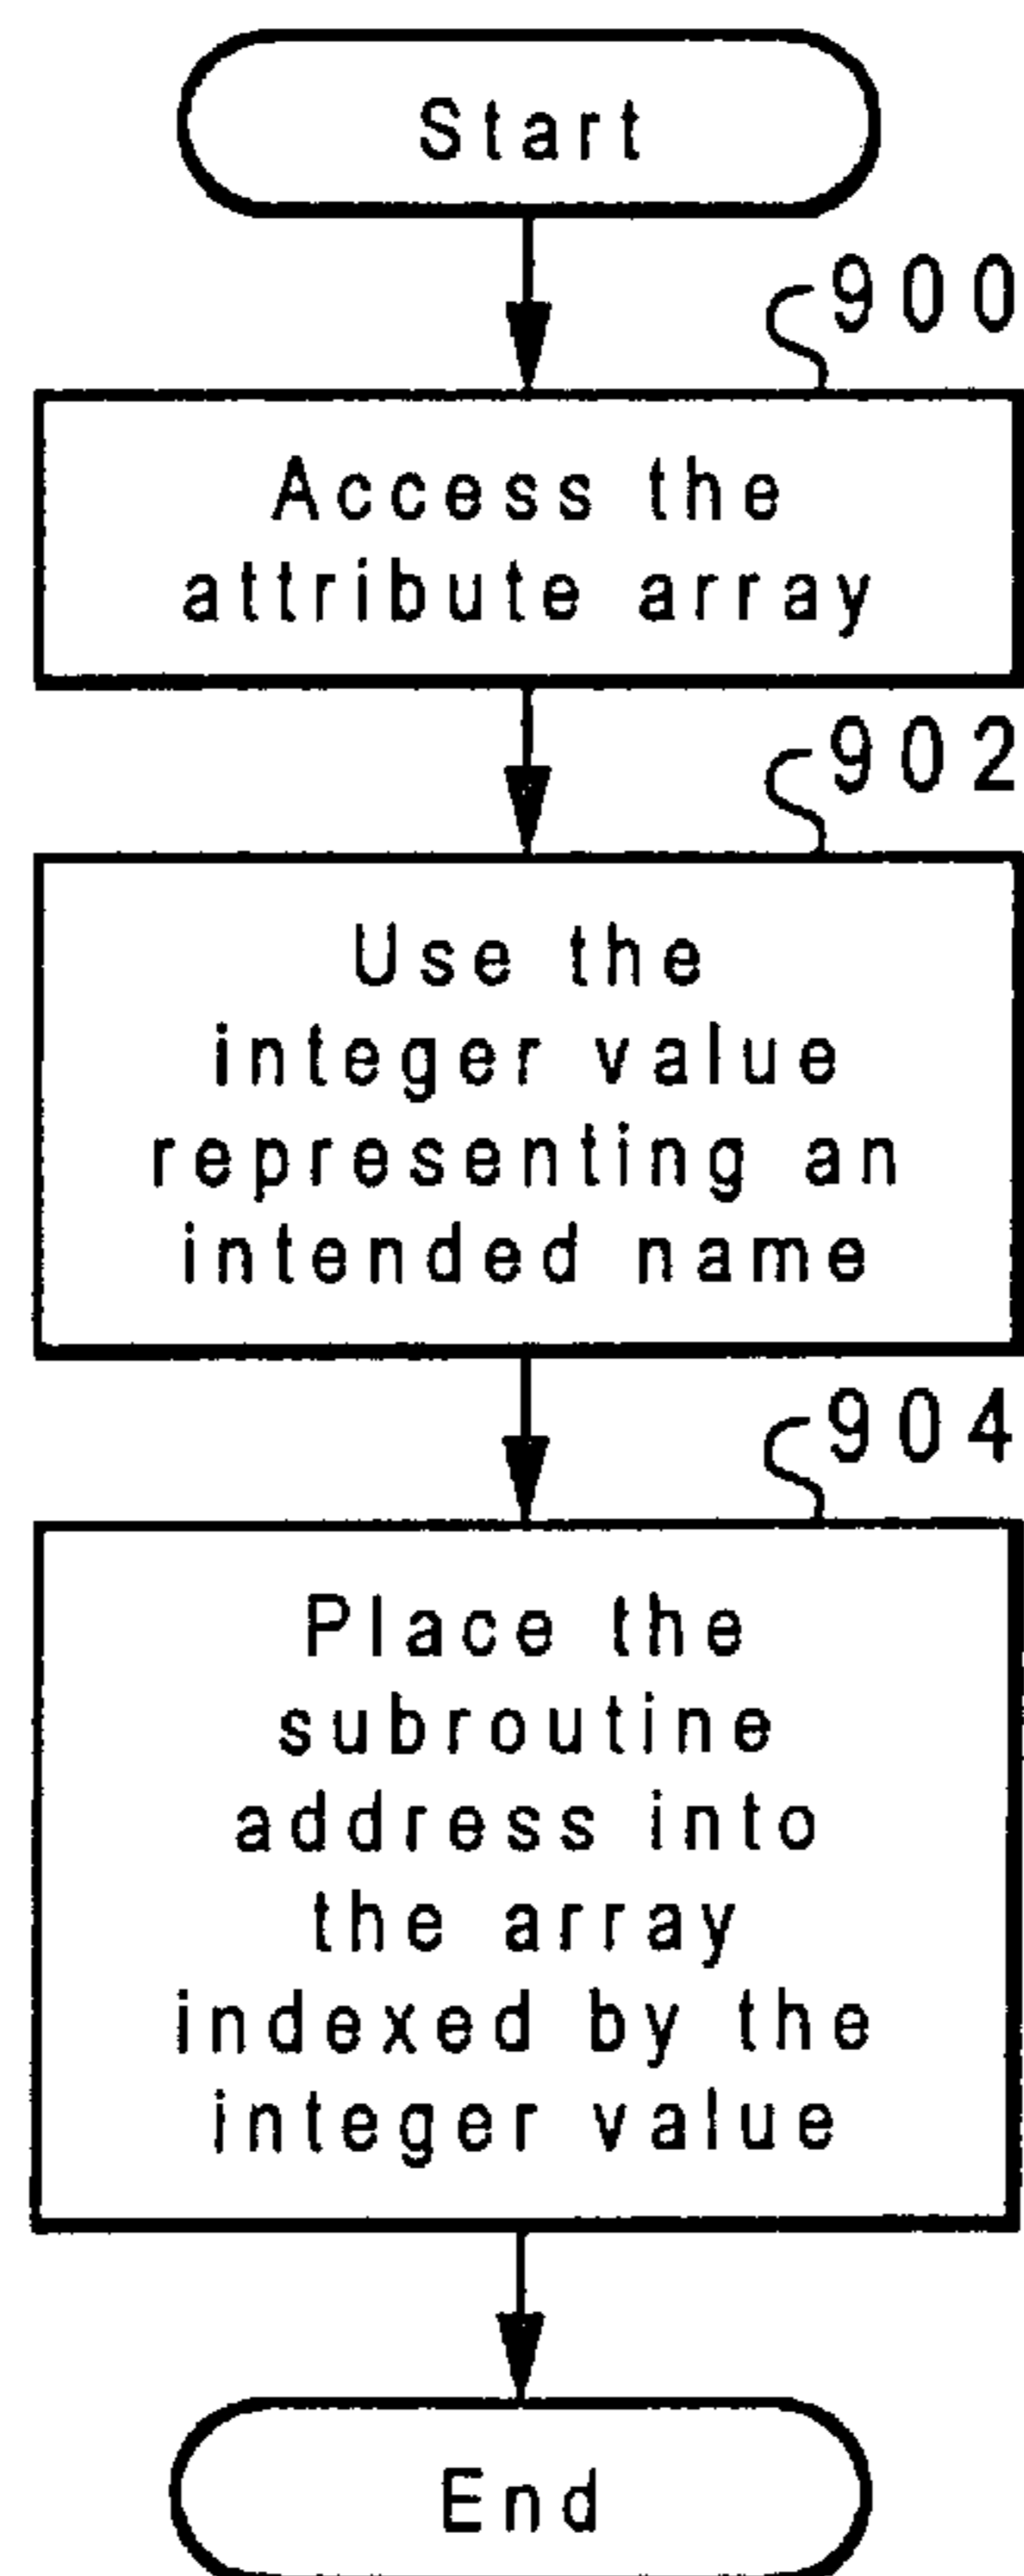 Start
900
Access the
attribute array
902
Use the
integer value
representing an
intended name
904
Place the
subroutine
address into
the array
indexed by the
integer value
End